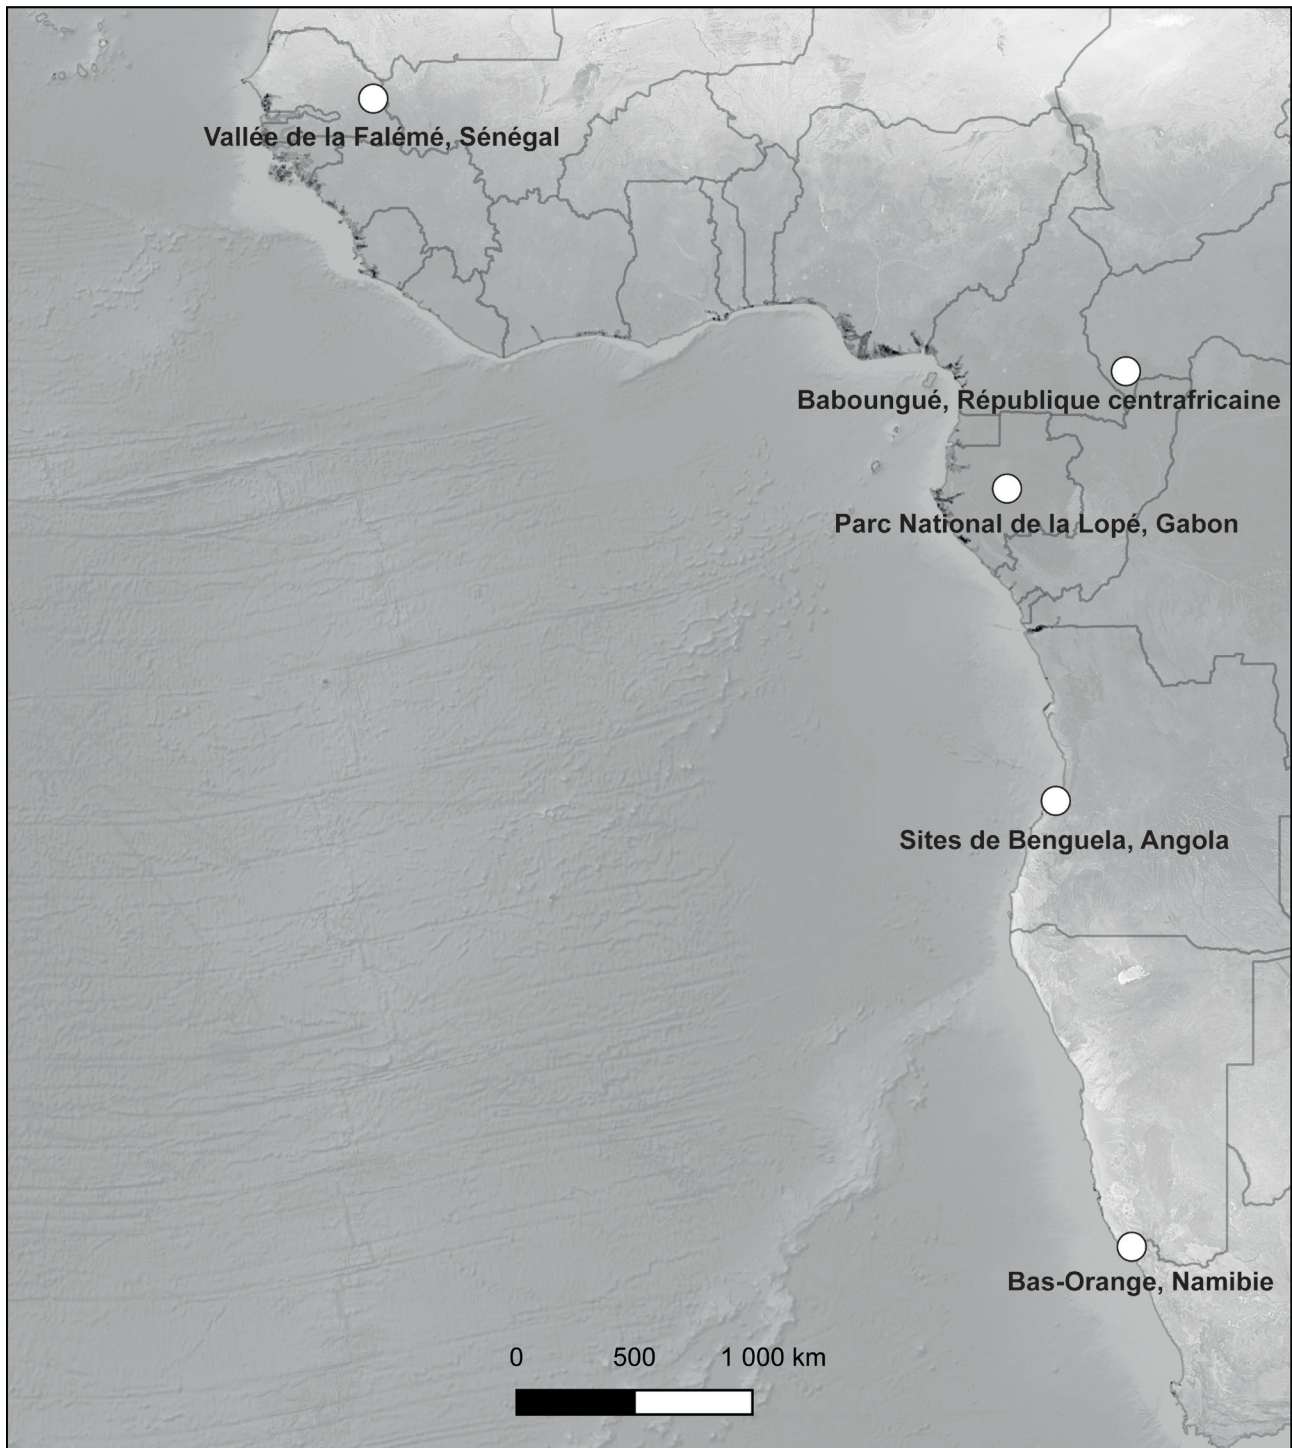 Vallée de la Falémé, Sénégal
Baboungué, République centrafricaine
Parc National de la Lopé, Gabon
Sites de Benguela, Angola
Bas-Orange, Namibie
0 500 1 000 km